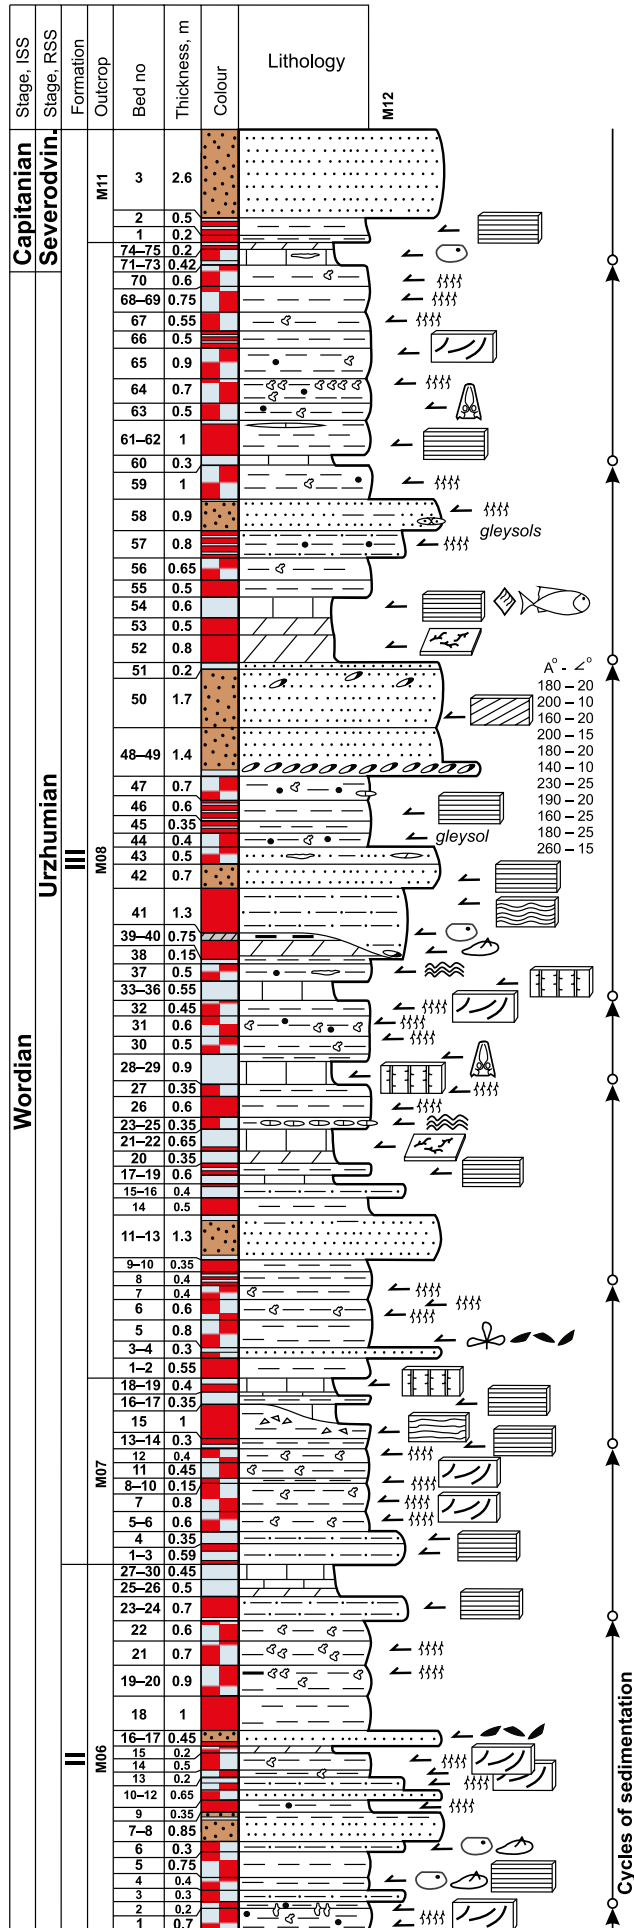 Stage, ISS
Stage, RSS
Formation
Outcrop
Bed no
Thickness, m
Colour
Lithology
M12
Capitanian
Severodvin.
M11
3 2.6
2 0.5
1 0.2
74–75 0.2
71–73 0.42
70 0.6
68–69 0.75
67 0.55
66 0.5
65 0.9
64 0.7
63 0.5
61–62 1
60 0.3
59 1
58 0.9
gleysols
57 0.8
56 0.65
55 0.5
54 0.6
53 0.5
52 0.8
51 0.2
50 1.7
48–49 1.4
A° - ∠°
180 – 20
200 – 10
160 – 20
200 – 15
180 – 20
140 – 10
230 – 25
190 – 20
160 – 25
180 – 25
260 – 15
47 0.7
46 0.6
45 0.35
44 0.4
gleysol
43 0.5
42 0.7
41 1.3
39–40 0.75
38 0.15
37 0.5
33–36 0.55
32 0.45
31 0.6
30 0.5
28–29 0.9
27 0.35
26 0.6
23–25 0.35
21–22 0.65
20 0.35
17–19 0.6
15–16 0.4
14 0.5
11–13 1.3
9–10 0.35
8 0.4
7 0.4
6 0.6
5 0.8
3–4 0.3
1–2 0.55
Wordian
Urzhumian
III
M08
18–19 0.4
16–17 0.35
15 1
13–14 0.3
12 0.4
11 0.45
8–10 0.15
7 0.8
5–6 0.6
4 0.35
1–3 0.59
M07
27–30 0.45
25–26 0.5
23–24 0.7
22 0.6
21 0.7
19–20 0.9
18 1
16–17 0.45
15 0.2
14 0.5
13 0.2
10–12 0.65
9 0.35
7–8 0.85
6 0.3
5 0.75
4 0.4
3 0.3
2 0.2
1 0.7
II
M06
Cycles of sedimentation